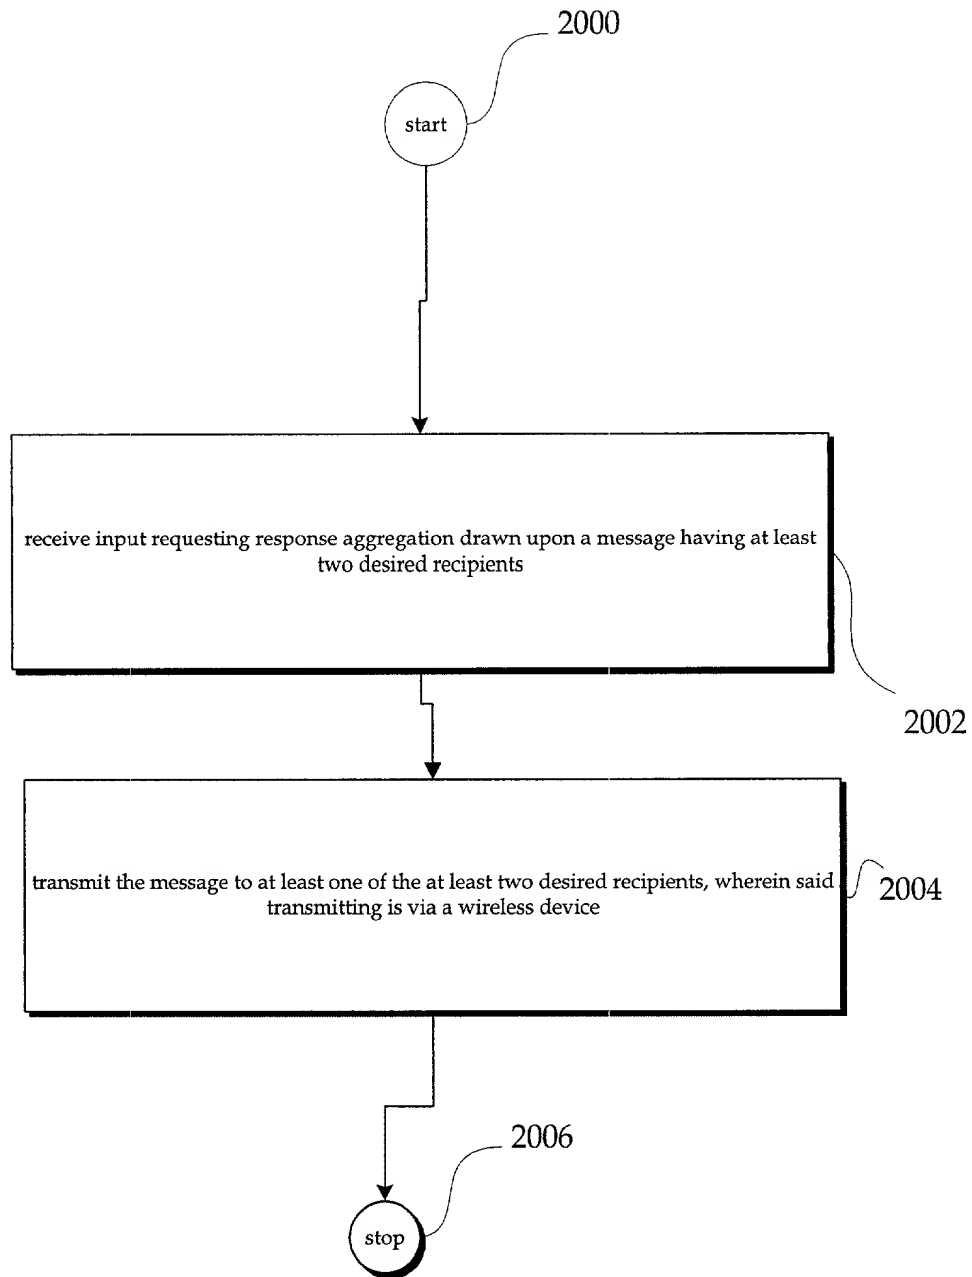 2000
start
receive input requesting response aggregation drawn upon a message having at least
two desired recipients
2002
transmit the message to at least one of the at least two desired recipients, wherein said
transmitting is via a wireless device
2004
2006
stop